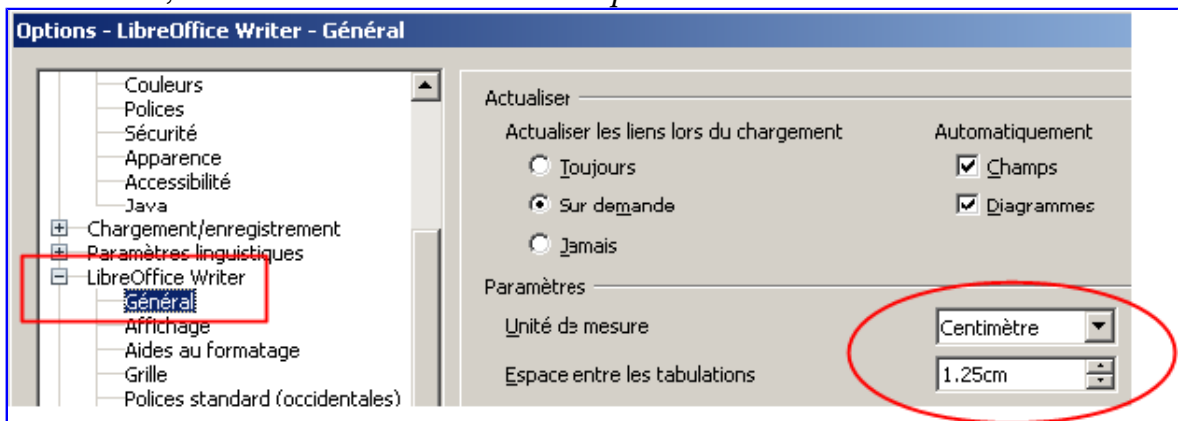 Options - LibreOffice Writer - Général
Couleurs
Polices
Sécurité
Apparence
Accessibilité
Java
Chargement/enregistrement
Paramètres linguistiques
LibreOffice Writer
Général
Affichage
Aides au formatage
Grille
Polices standard (occidentales)
Actualiser
Actualiser les liens lors du chargement
Toujours
Sur demande
Jamais
Automatiquement
Champs
Diagrammes
Paramètres
Unité de mesure
Centimètre
Espace entre les tabulations
1.25cm